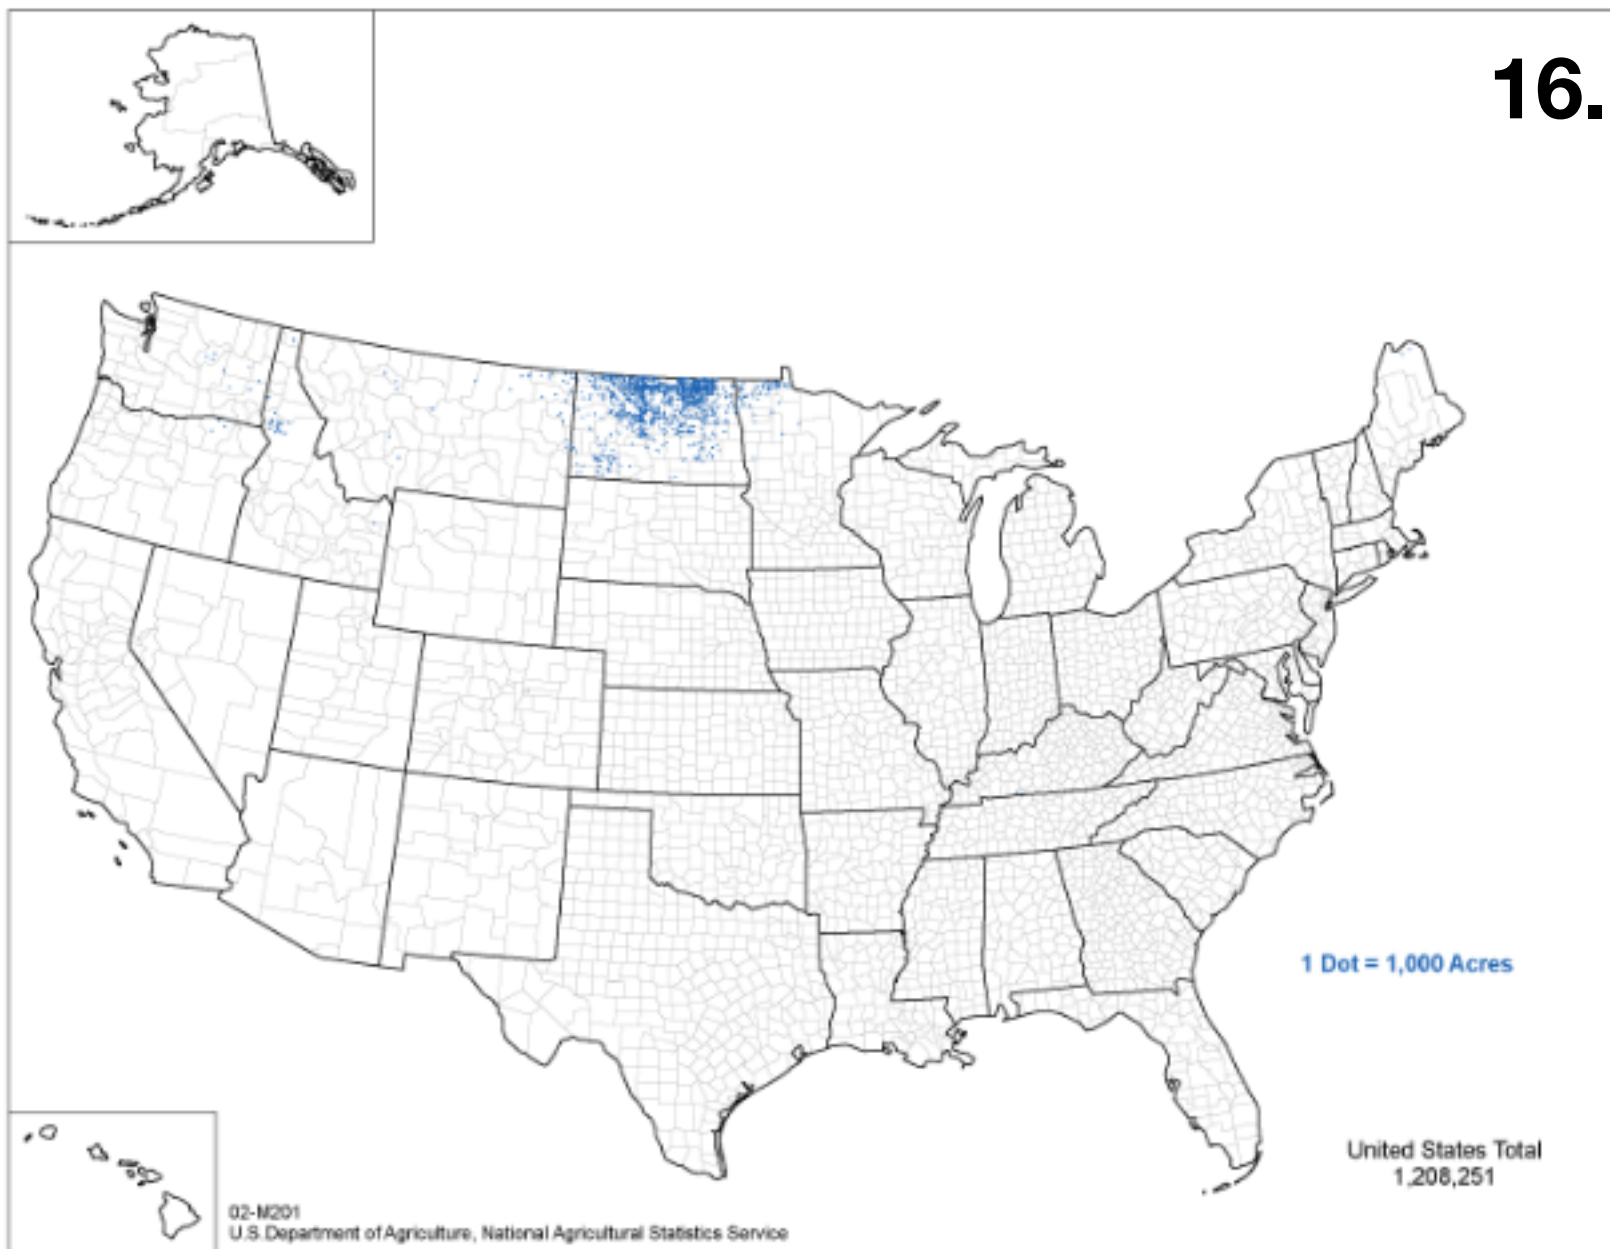 16.
1 Dot = 1,000 Acres
United States Total
1,208,251
02-M201
U.S. Department of Agriculture, National Agricultural Statistics Service